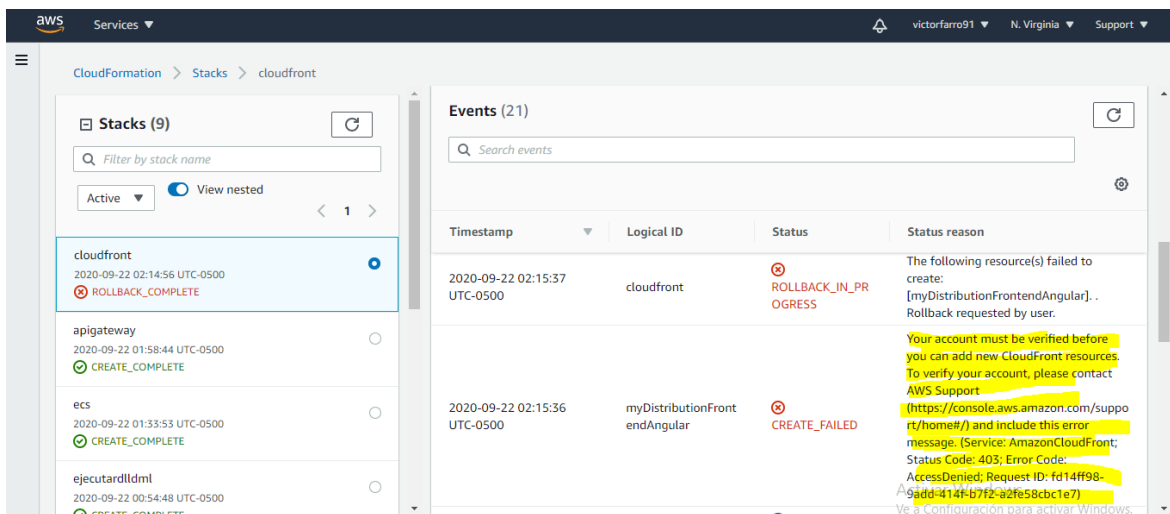 aws
Services ▼
victorfarro91 ▼
N. Virginia ▼
Support ▼
CloudFormation > Stacks > cloudfront
Stacks (9)
Filter by stack name
Active ▼
View nested
< 1 >
cloudfront
2020-09-22 02:14:56 UTC-0500
ROLLBACK_COMPLETE
apigateway
2020-09-22 01:58:44 UTC-0500
CREATE_COMPLETE
ecs
2020-09-22 01:33:53 UTC-0500
CREATE_COMPLETE
ejecutardlldml
2020-09-22 00:54:48 UTC-0500
CREATE_COMPLETE
Events (21)
Search events
Timestamp
Logical ID
Status
Status reason
2020-09-22 02:15:37
UTC-0500
cloudfront
ROLLBACK_IN_PR
OGRESS
The following resource(s) failed to
create:
[myDistributionFrontendAngular]. .
Rollback requested by user.
2020-09-22 02:15:36
UTC-0500
myDistributionFront
endAngular
CREATE_FAILED
Your account must be verified before
you can add new CloudFront resources.
To verify your account, please contact
AWS Support
(https://console.aws.amazon.com/suppo
rt/home#/) and include this error
message. (Service: AmazonCloudFront;
Status Code: 403; Error Code:
AccessDenied; Request ID: fd14ff98-
9add-414f-b7f2-a2fe58cbc1e7)
Activar Windows
Ve a Configuración para activar Windows.